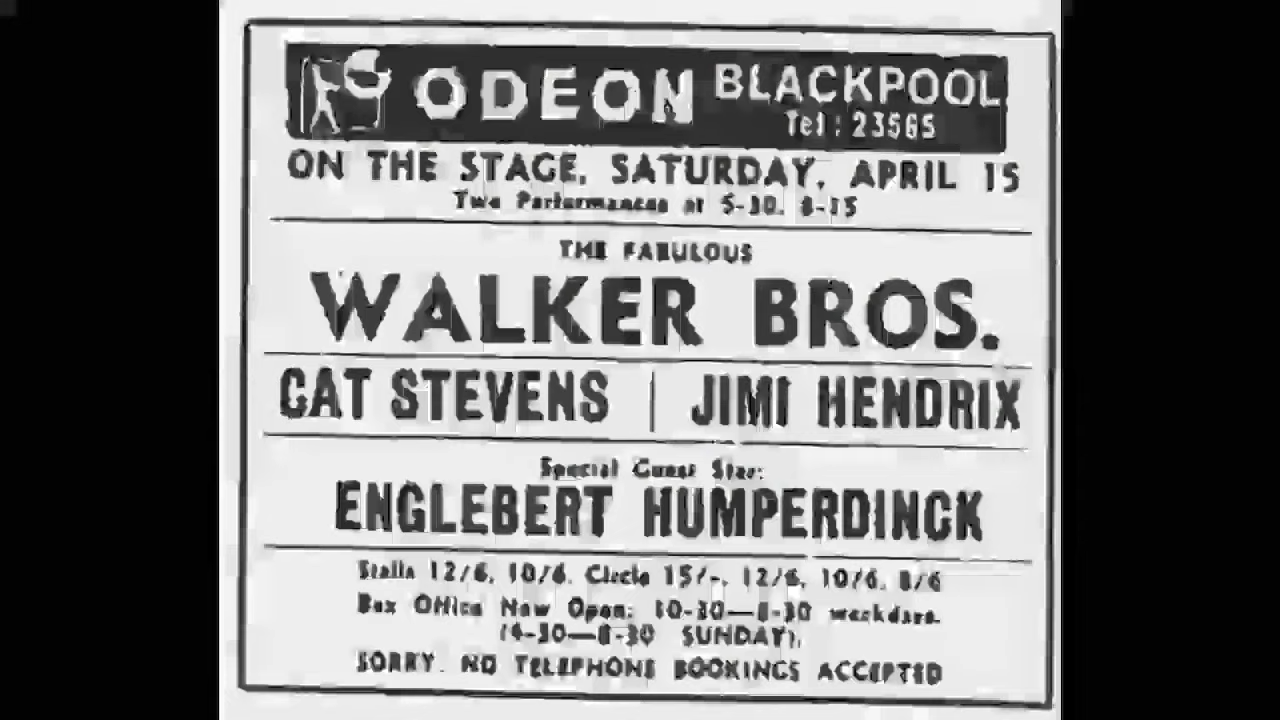 ODEON BLACKPOOL
Tel: 23565
ON THE STAGE, SATURDAY, APRIL 15
Two Performances at 5-30, 8-15
THE FABULOUS
WALKER BROS.
CAT STEVENS | JIMI HENDRIX
Special Guest Star:
ENGLEBERT HUMPERDINCK
Stalls 12/6, 10/6. Circle 15/-, 12/6, 10/6, 8/6
Box Office Now Open: 10-30—8-30 weekdays.
(4-30—8-30 SUNDAY).
SORRY. NO TELEPHONE BOOKINGS ACCEPTED